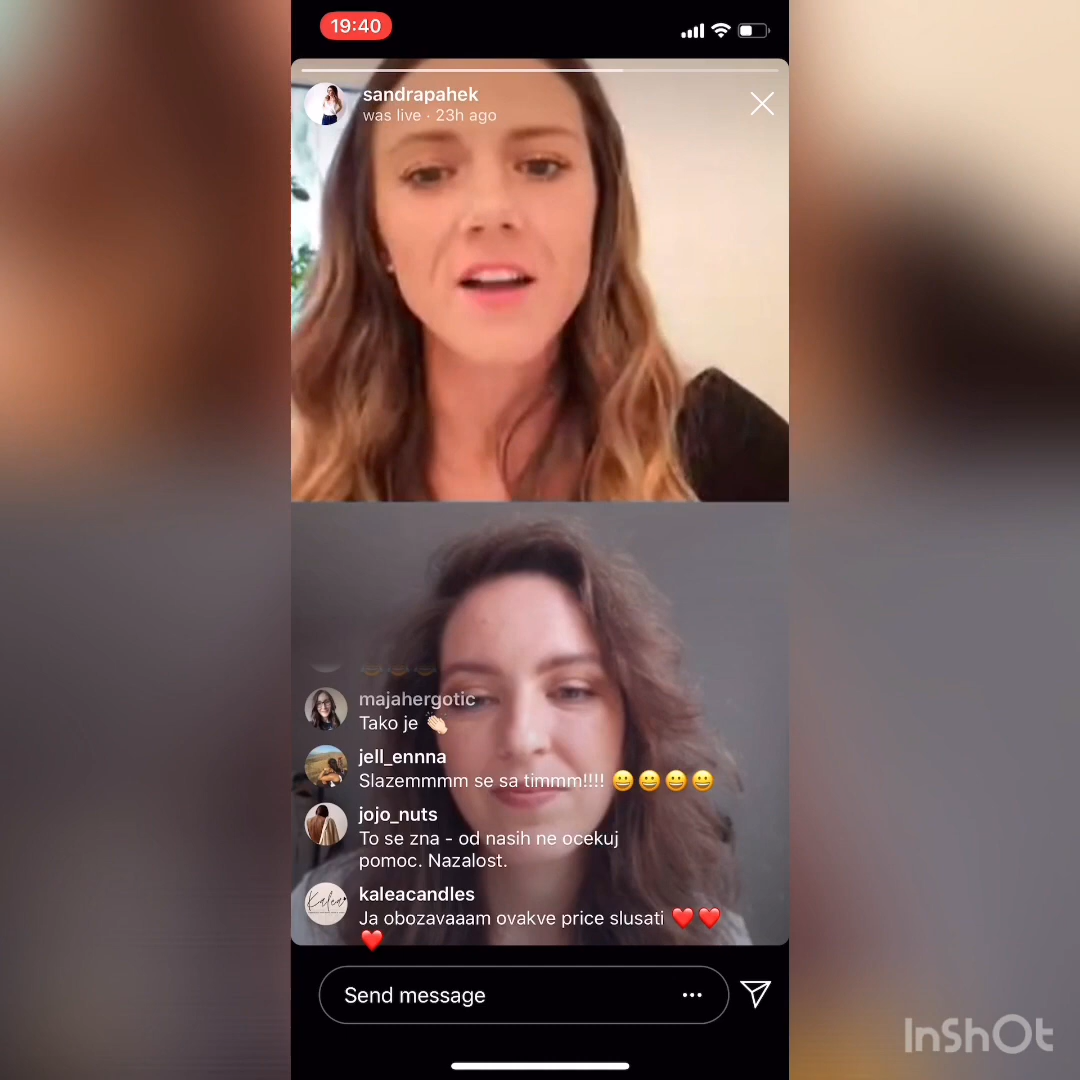 19:40
sandrapahek
was live · 23h ago
majahergotic
Tako je 👏🏻
jell_ennna
Slazemmmm se sa timmm!!!! 😀😀😀😀
jojo_nuts
To se zna - od nasih ne ocekuj
pomoc. Nazalost.
Kalea
kaleacandles
Ja obozavaaam ovakve price slusati ❤️❤️
❤️
Send message
InShOt